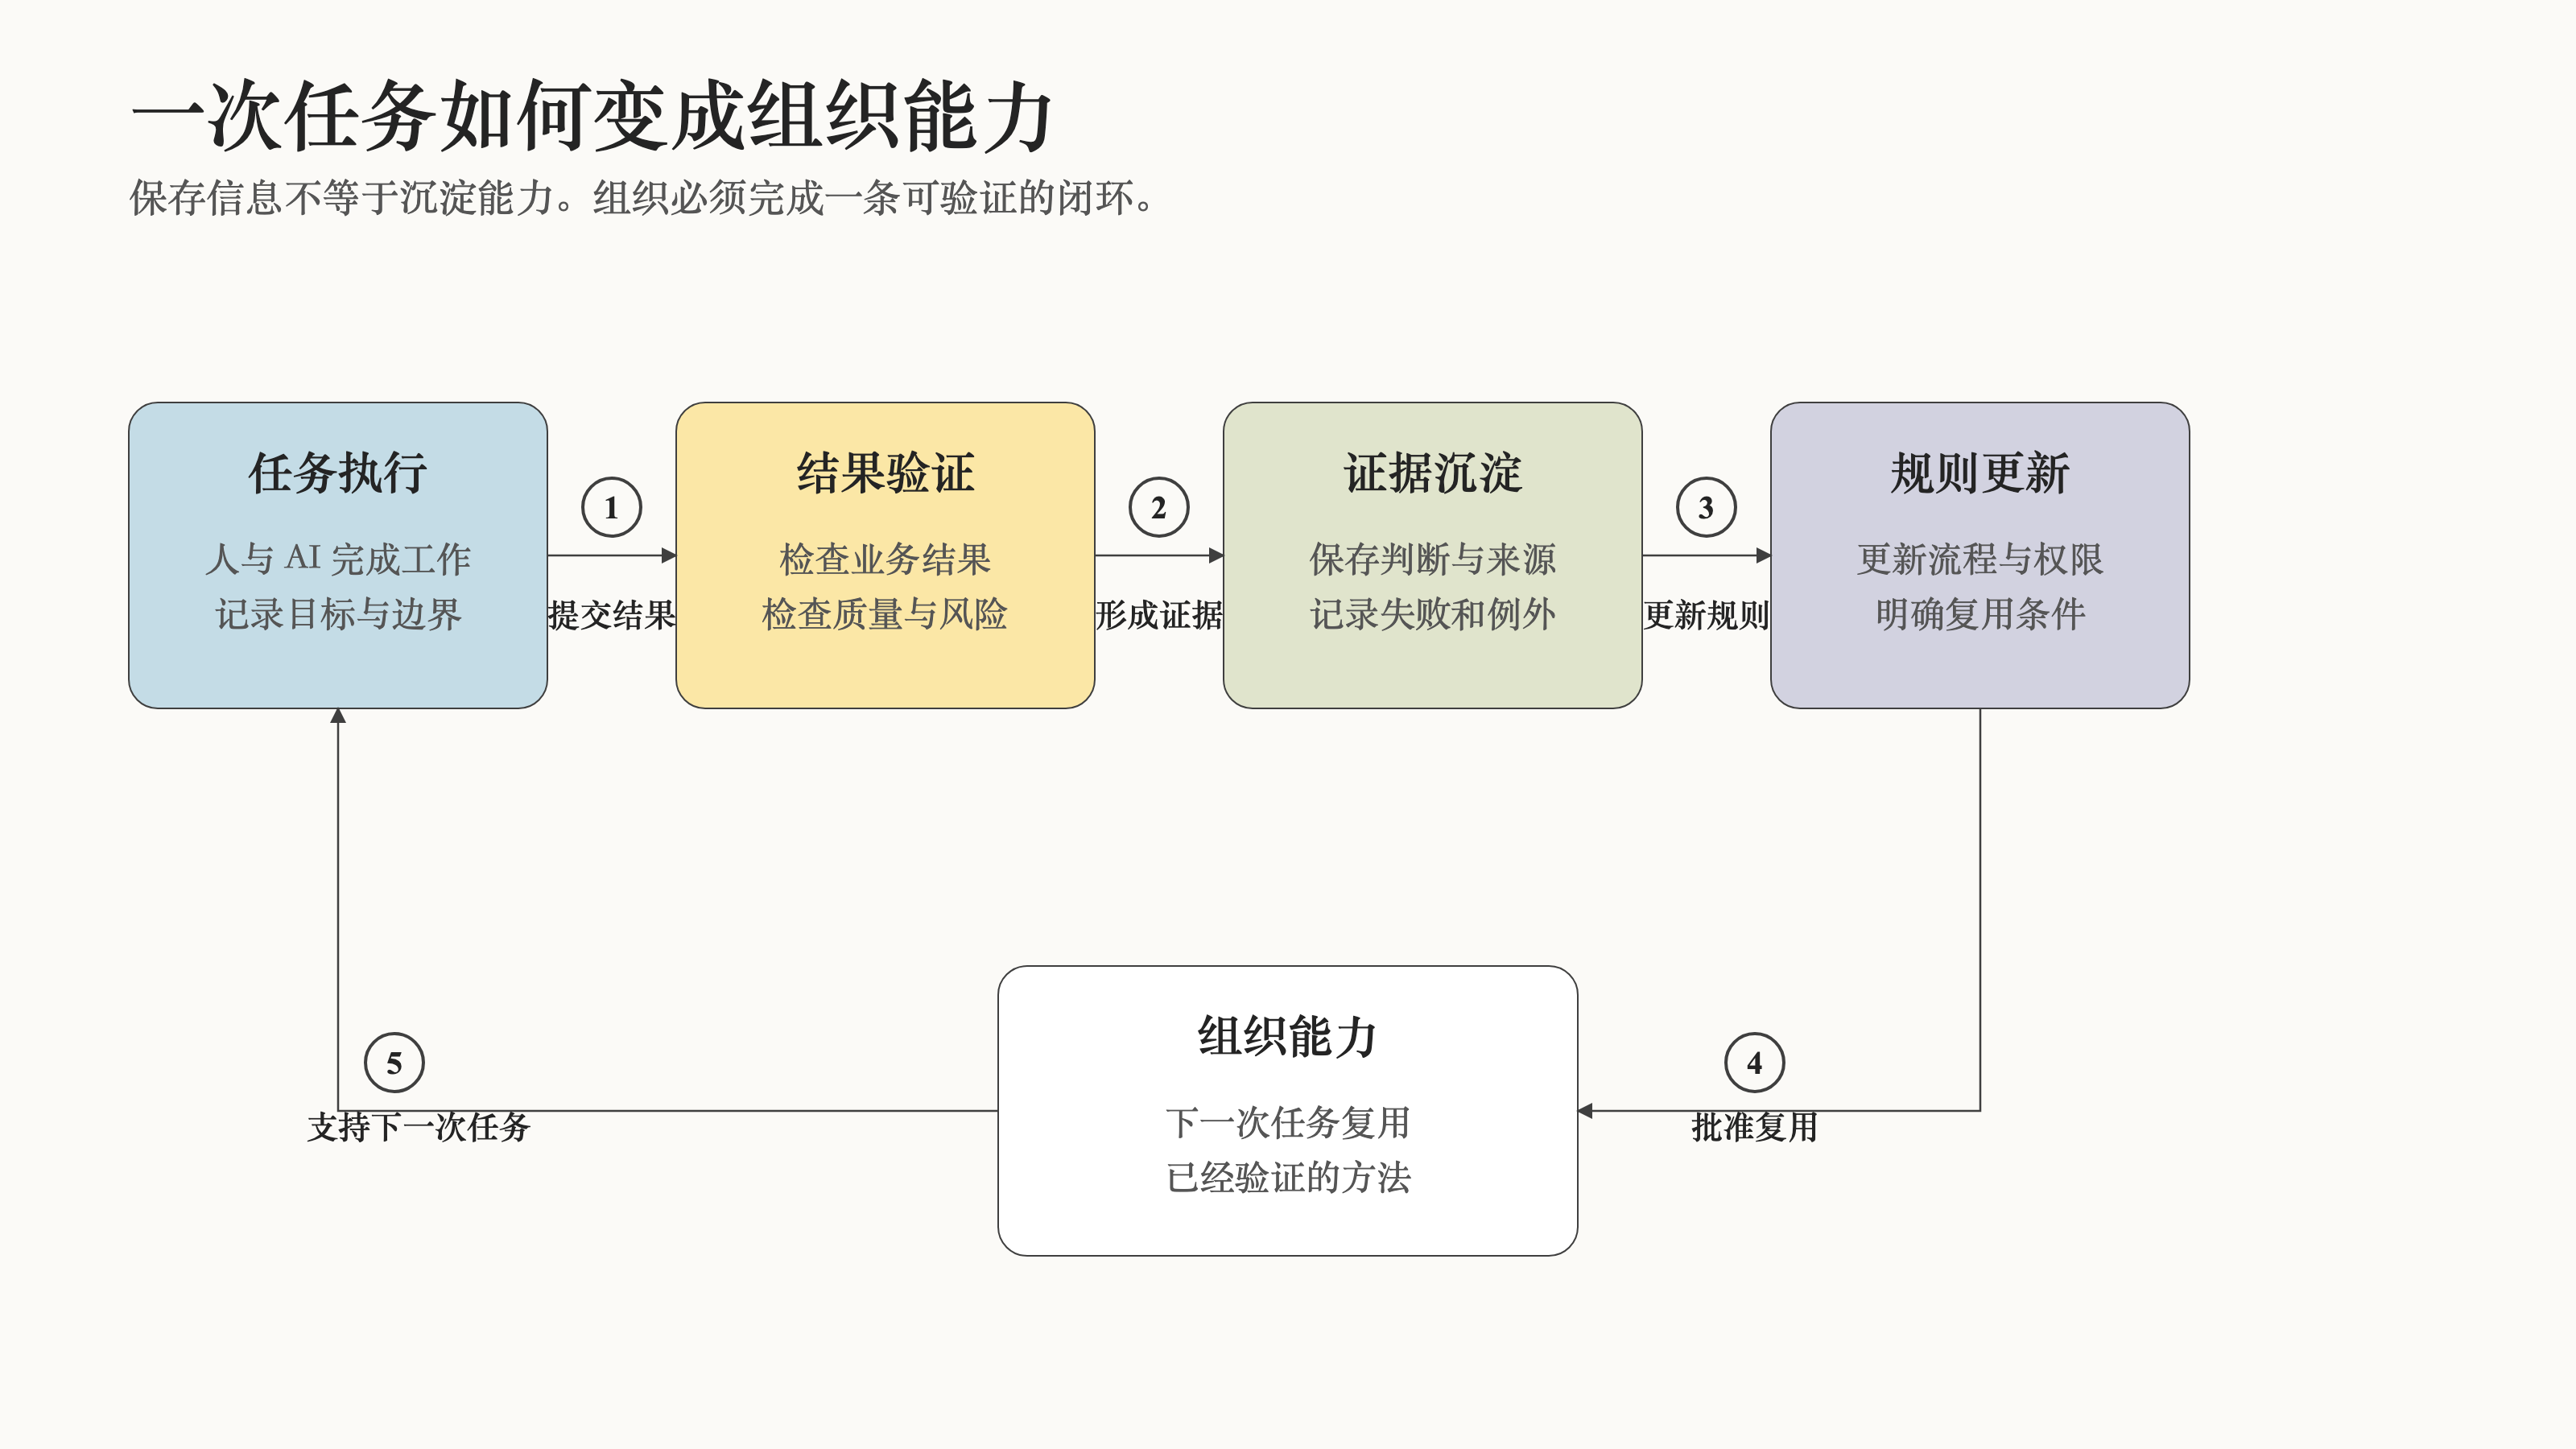 一次任务如何变成组织能力
保存信息不等于沉淀能力。组织必须完成一条可验证的闭环。
任务执行
人与 AI 完成工作
记录目标与边界
1
提交结果
结果验证
检查业务结果
检查质量与风险
2
形成证据
证据沉淀
保存判断与来源
记录失败和例外
3
更新规则
规则更新
更新流程与权限
明确复用条件
4
批准复用
组织能力
下一次任务复用
已经验证的方法
5
支持下一次任务